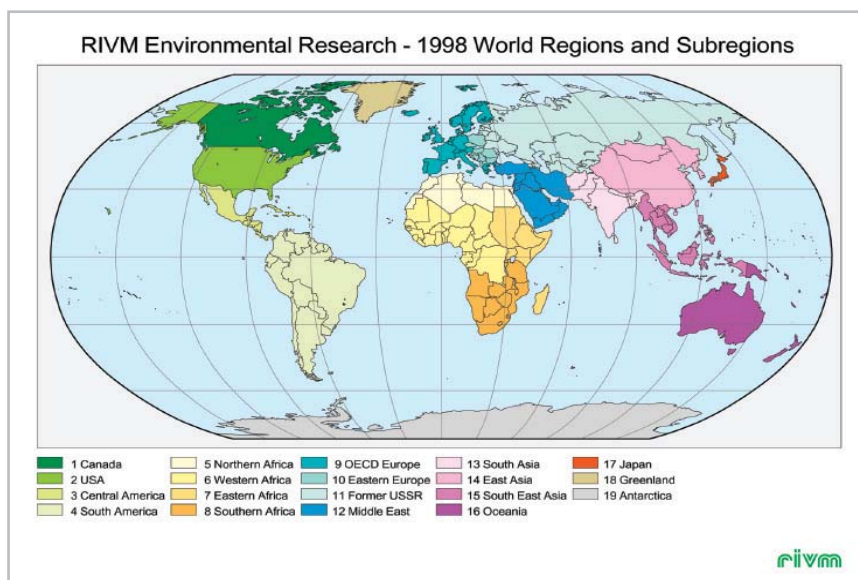 RIVM Environmental Research - 1998 World Regions and Subregions
1 Canada
2 USA
3 Central America
4 South America
5 Northern Africa
6 Western Africa
7 Eastern Africa
8 Southern Africa
9 OECD Europe
10 Eastern Europe
11 Former USSR
12 Middle East
13 South Asia
14 East Asia
15 South East Asia
16 Oceania
17 Japan
18 Greenland
19 Antarctica
rivm